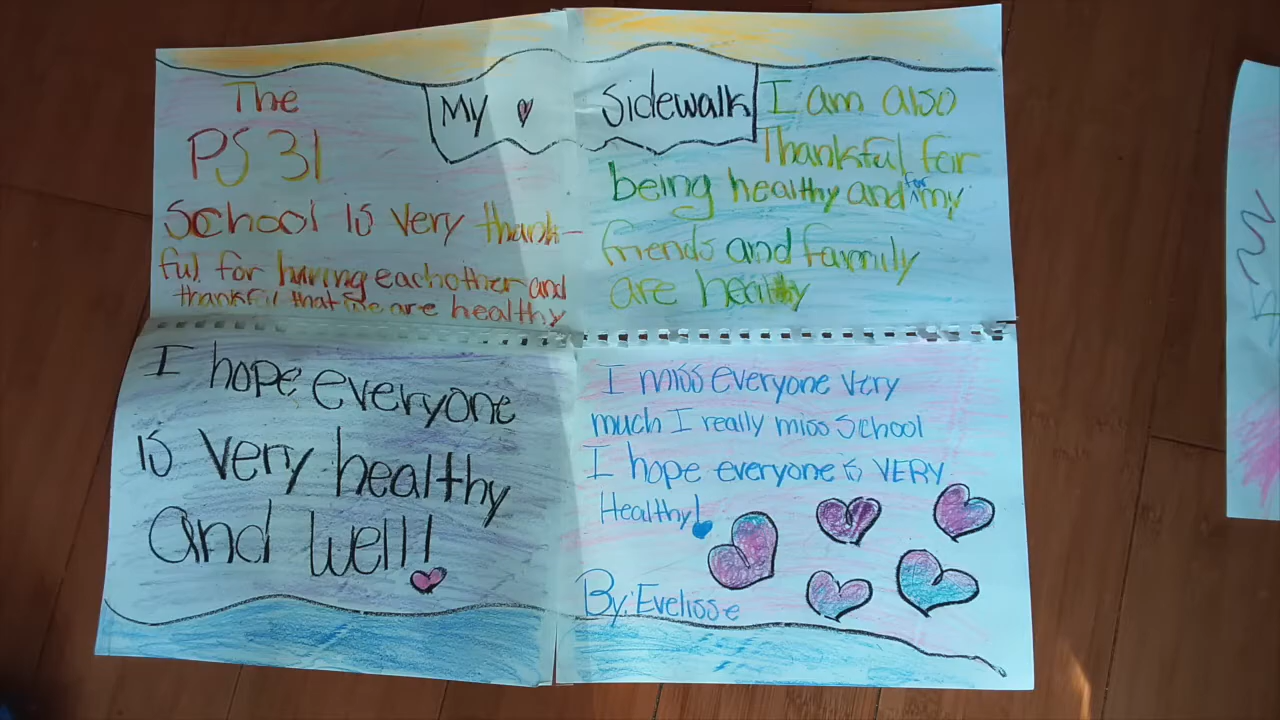 My Sidewalk
The
PS 31
School is very thank-
ful for having eachother and
thankful that we are healthy
I am also
Thankful for
being healthy and for my
friends and family
are healthy
I hope everyone
is very healthy
and well!
I miss everyone very
much I really miss School
I hope everyone is VERY
Healthy!
By: Evelisse